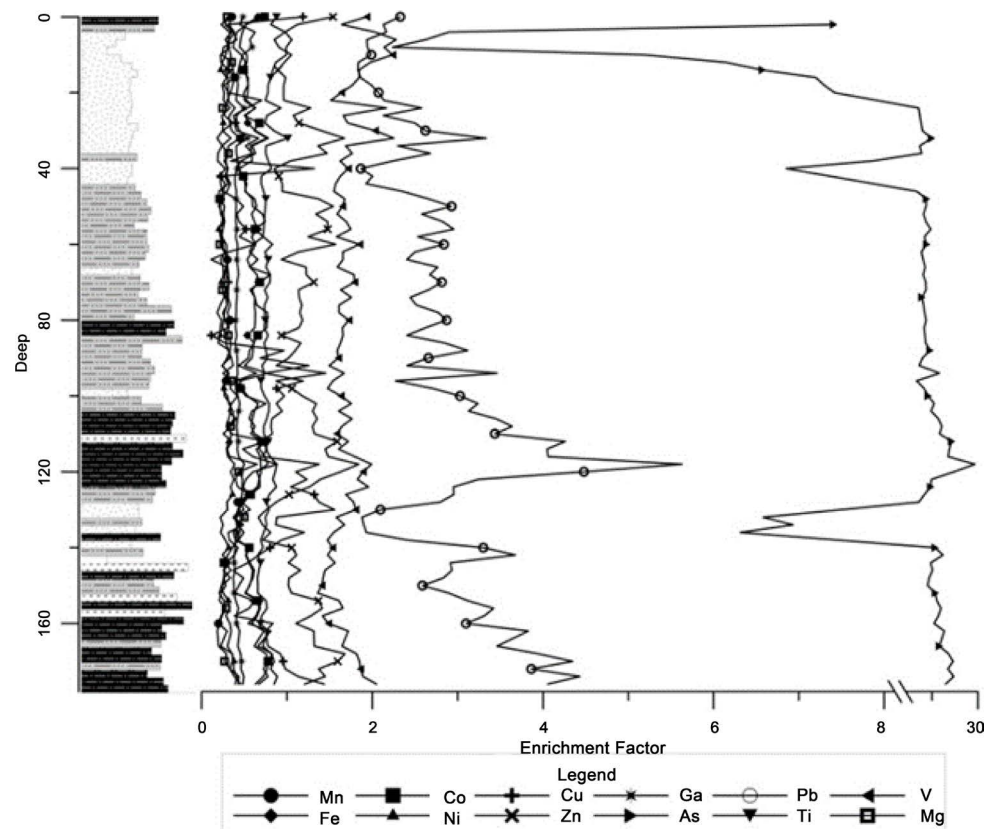 0
40
80
120
160
Deep
0 2 4 6 8 30
Enrichment Factor
Legend
Mn Co Cu Ga Pb V
Fe Ni Zn As Ti Mg